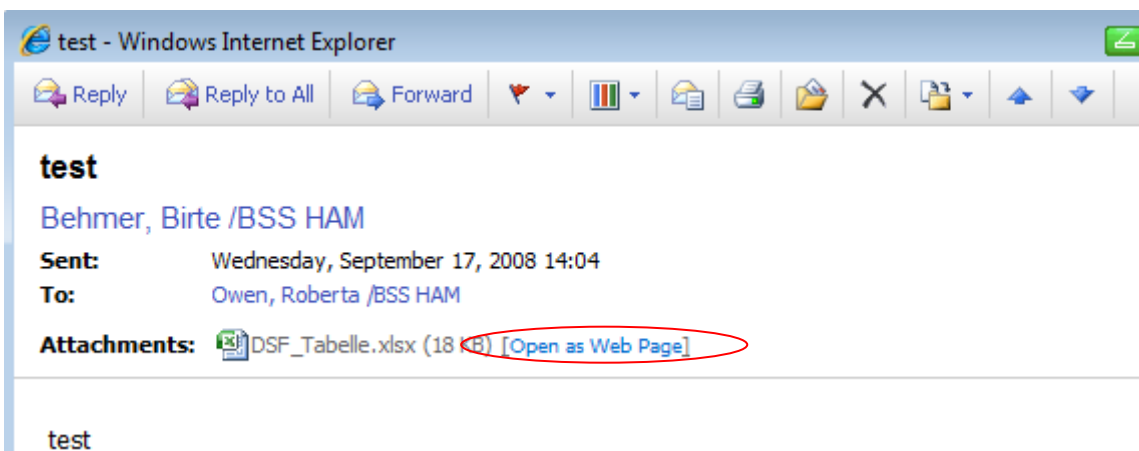 test - Windows Internet Explorer
Reply Reply to All Forward
test
Behmer, Birte /BSS HAM
Sent: Wednesday, September 17, 2008 14:04
To: Owen, Roberta /BSS HAM
Attachments: DSF_Tabelle.xlsx (18 KB) [Open as Web Page]
test